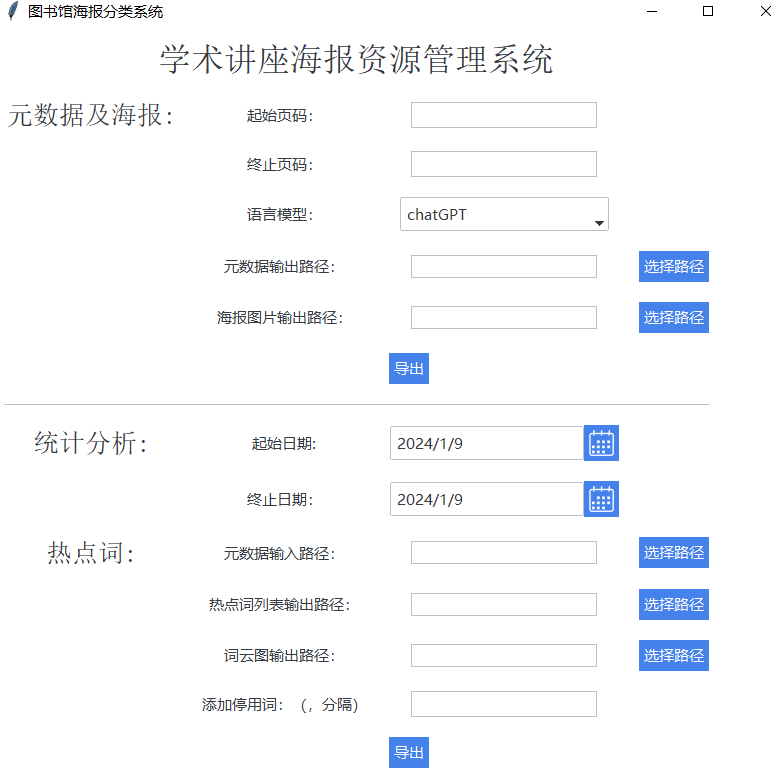 图书馆海报分类系统
学术讲座海报资源管理系统
元数据及海报：
起始页码：
终止页码：
语言模型：
chatGPT
元数据输出路径：
选择路径
海报图片输出路径：
选择路径
导出
统计分析：
起始日期:
2024/1/9
终止日期：
2024/1/9
热点词：
元数据输入路径：
选择路径
热点词列表输出路径：
选择路径
词云图输出路径：
选择路径
添加停用词：（，分隔）
导出